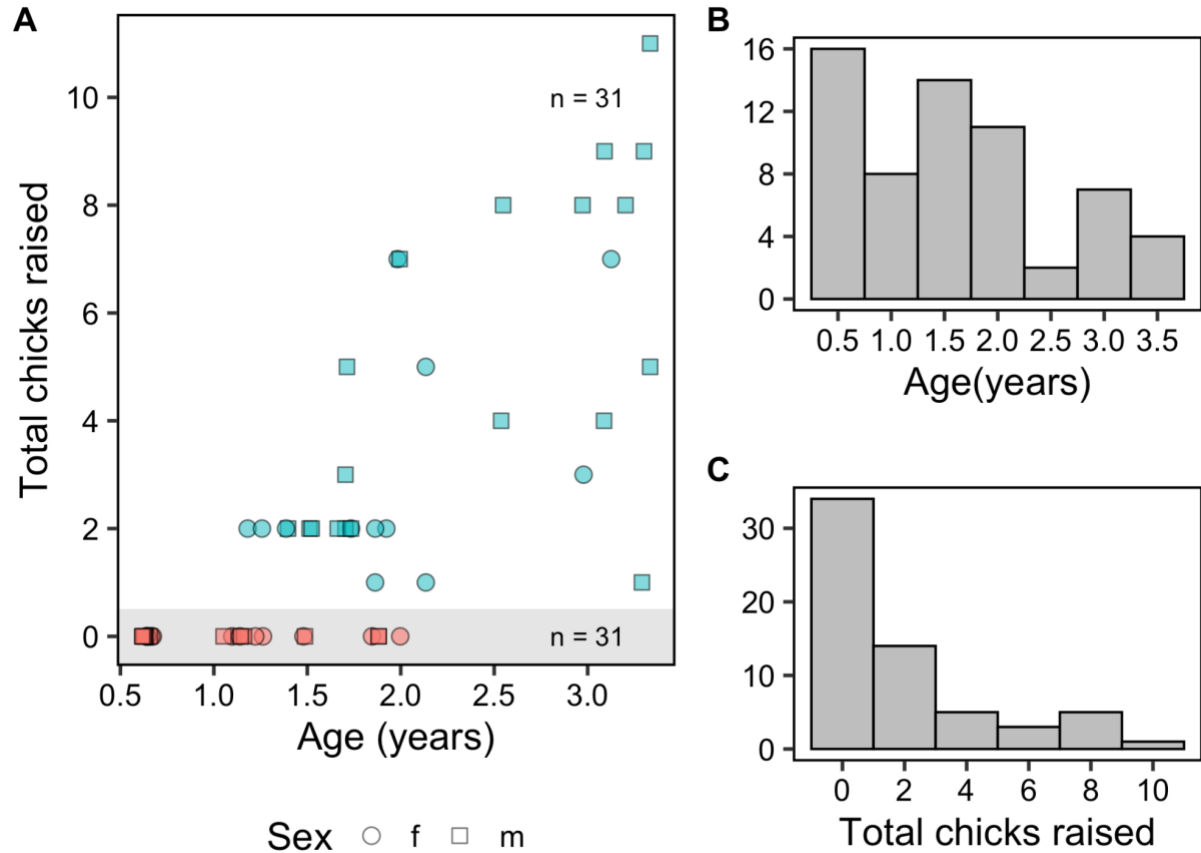 A
Total chicks raised
10
8
6
4
2
0
n = 31
n = 31
0.5 1.0 1.5 2.0 2.5 3.0
Age (years)
Sex f m
B
16
12
8
4
0
0.5 1.0 1.5 2.0 2.5 3.0 3.5
Age(years)
C
30
20
10
0
0 2 4 6 8 10
Total chicks raised